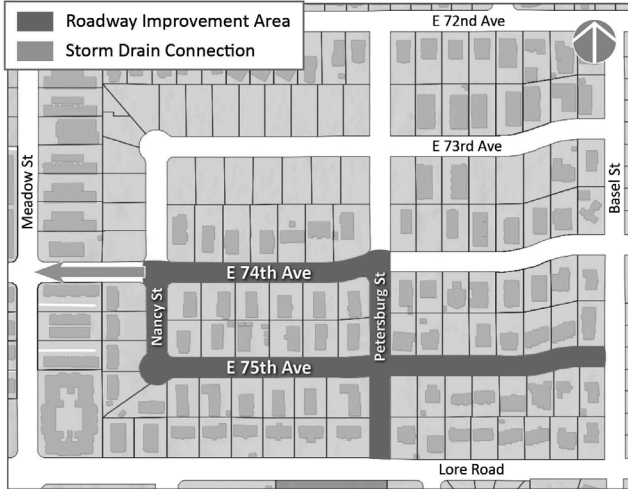 Roadway Improvement Area
Storm Drain Connection
E 72nd Ave
E 73rd Ave
Meadow St
Basel St
E 74th Ave
Nancy St
Petersburg St
E 75th Ave
Lore Road